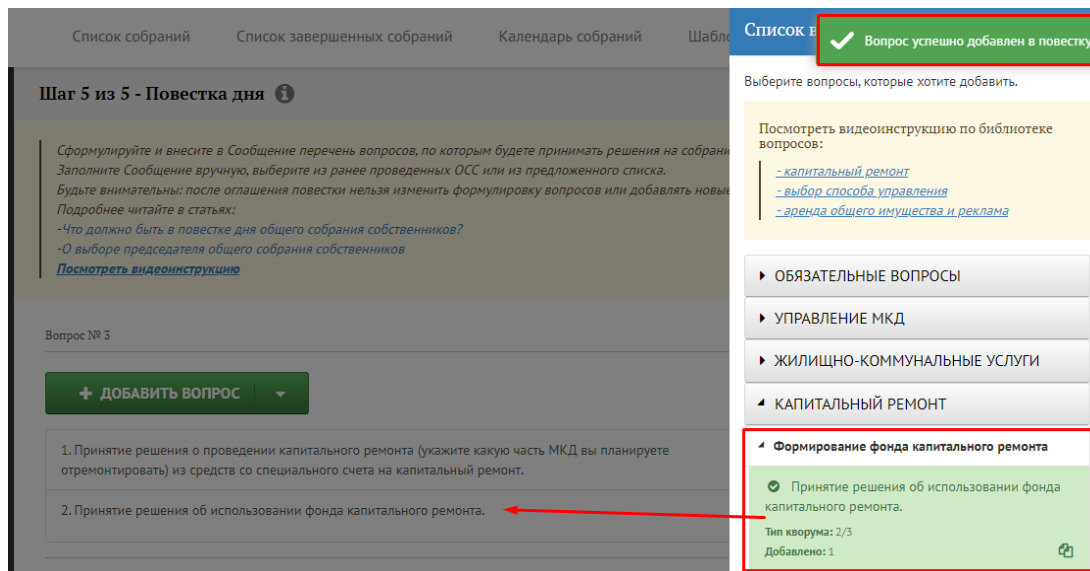 Список собраний Список завершенных собраний Календарь собраний
Шаг 5 из 5 - Повестка дня
Сформулируйте и внесите в Сообщение перечень вопросов, по которым будете принимать решения на
Заполните Сообщение вручную, выберите из ранее проведенных ОСС или из предложенного списка.
Будьте внимательны: после оглашения повестки нельзя изменить формулировку вопросов или добавлять новые
Подробнее читайте в статьях:
-Что должно быть в повестке дня общего собрания собственников?
-О выборе председателя общего собрания собственников
Посмотреть видеоинструкцию
Вопрос № 3
+ ДОБАВИТЬ ВОПРОС
1. Принятие решения о проведении капитального ремонта (укажите какую часть МКД вы планируете
отремонтировать) из средств со специального счета на капитальный ремонт.
2. Принятие решения об использовании фонда капитального ремонта.
Список
Вопрос успешно добавлен в повестку
Выберите вопросы, которые хотите добавить.
Посмотреть видеоинструкцию по библиотеке
вопросов:
- капитальный ремонт
- выбор способа управления
- аренда общего имущества и реклама
ОБЯЗАТЕЛЬНЫЕ ВОПРОСЫ
УПРАВЛЕНИЕ МКД
ЖИЛИЩНО-КОММУНАЛЬНЫЕ УСЛУГИ
КАПИТАЛЬНЫЙ РЕМОНТ
Формирование фонда капитального ремонта
Принятие решения об использовании фонда
капитального ремонта.
Тип кворума: 2/3
Добавлено: 1